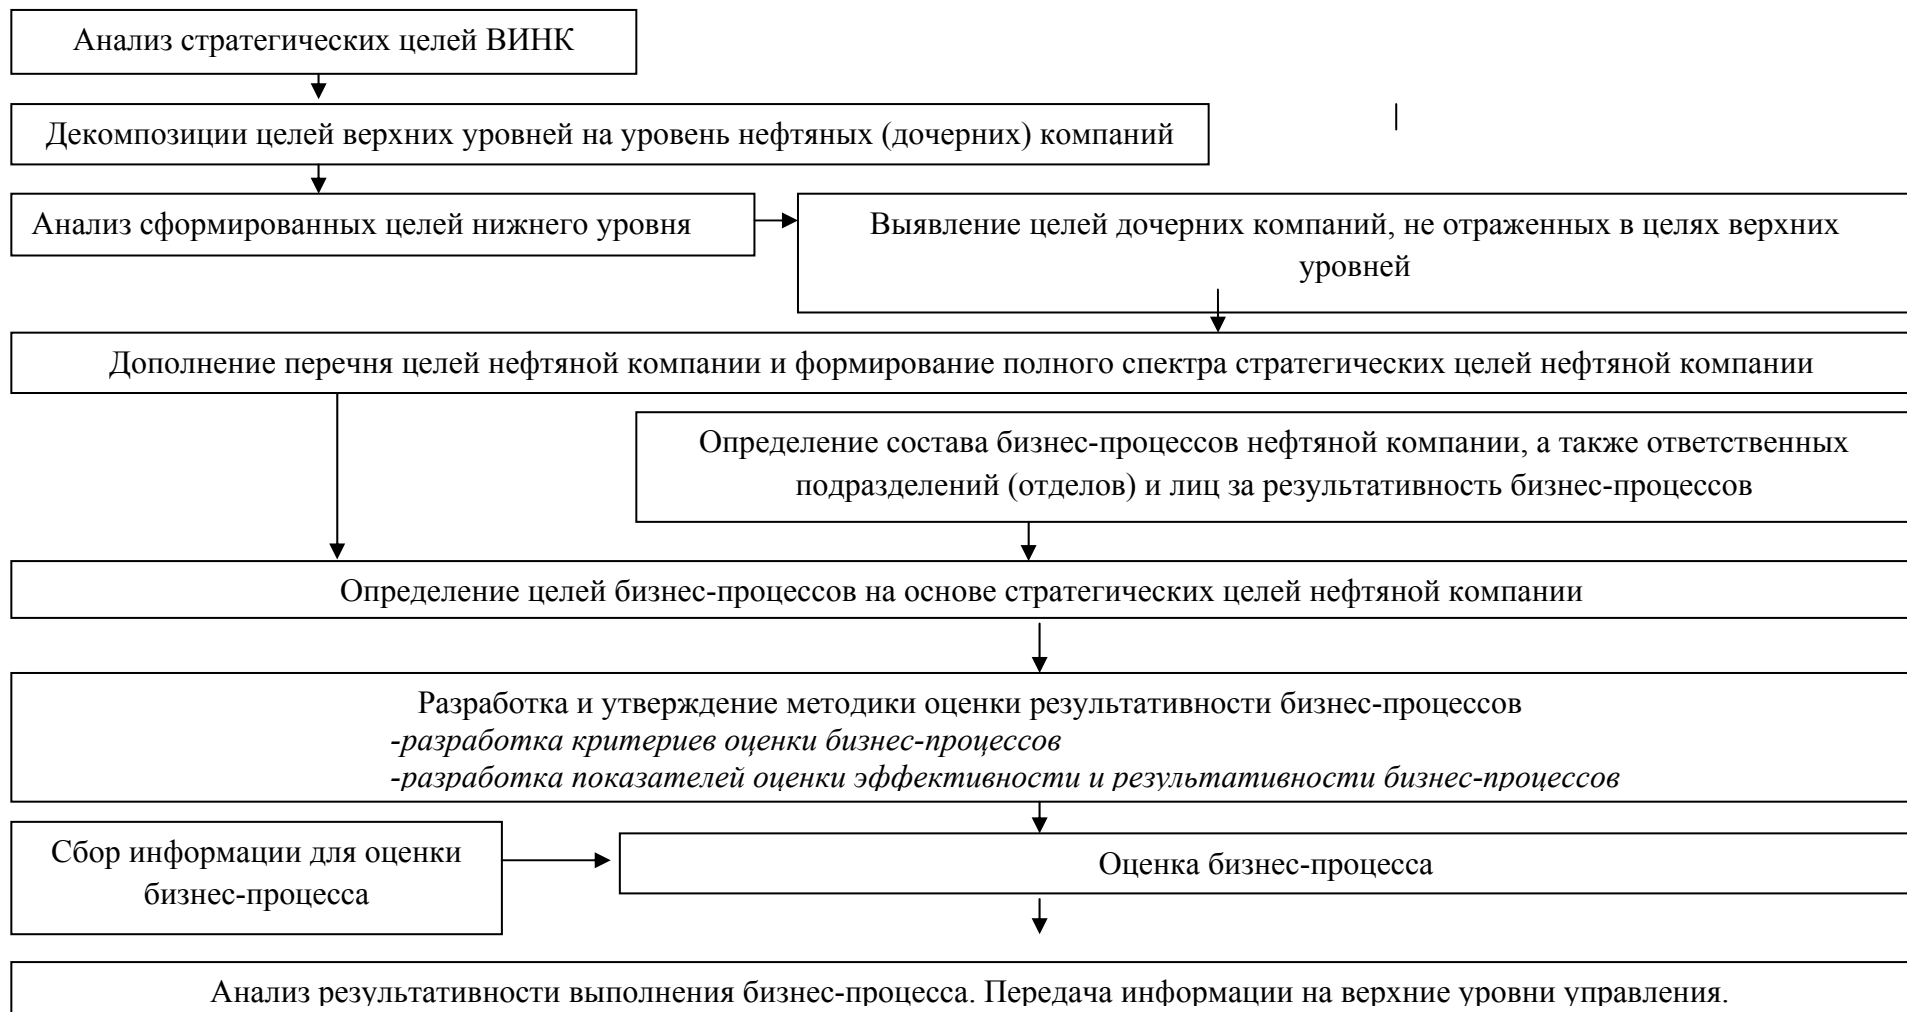 Анализ стратегических целей ВИНК
Декомпозиции целей верхних уровней на уровень нефтяных (дочерних) компаний
Анализ сформированных целей нижнего уровня
Выявление целей дочерних компаний, не отраженных в целях верхних
уровней
Дополнение перечня целей нефтяной компании и формирование полного спектра стратегических целей нефтяной компании
Определение состава бизнес-процессов нефтяной компании, а также ответственных
подразделений (отделов) и лиц за результативность бизнес-процессов
Определение целей бизнес-процессов на основе стратегических целей нефтяной компании
Разработка и утверждение методики оценки результативности бизнес-процессов
-разработка критериев оценки бизнес-процессов
-разработка показателей оценки эффективности и результативности бизнес-процессов
Сбор информации для оценки
бизнес-процесса
Оценка бизнес-процесса
Анализ результативности выполнения бизнес-процесса. Передача информации на верхние уровни управления.